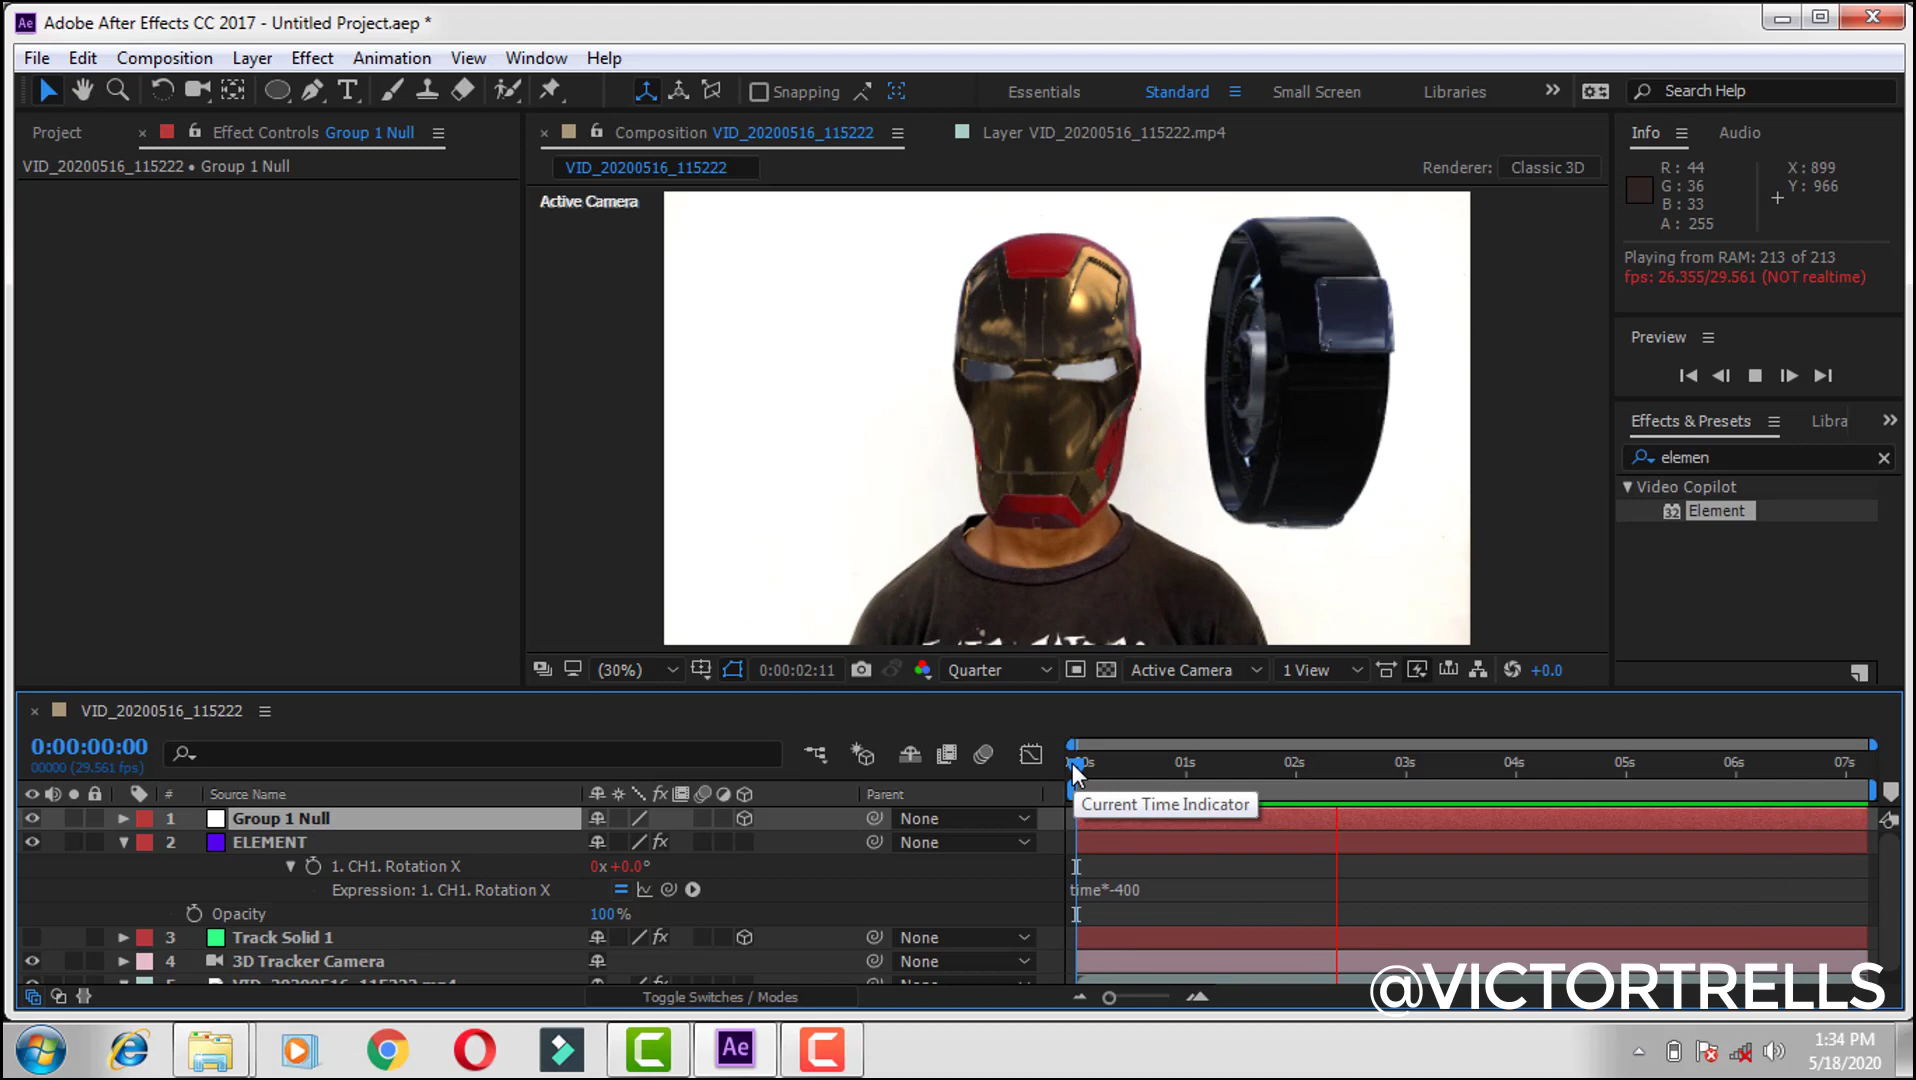 Adobe After Effects CC 2017 - Untitled Project.aep *
File Edit Composition Layer Effect Animation View Window Help
Snapping Essentials Standard Small Screen Libraries Search Help
Project Effect Controls Group 1 Null
VID_20200516_115222 • Group 1 Null
Composition VID_20200516_115222 Layer VID_20200516_115222.mp4
VID_20200516_115222 Renderer: Classic 3D
Active Camera
Info Audio
R: 44 X: 899
G: 36 Y: 966
B: 33
A: 255
Playing from RAM: 213 of 213
fps: 26.355/29.561 (NOT realtime)
Preview
Effects & Presets Libra
elemen
Video Copilot
32 Element
(30%) 0:00:02:11 Quarter Active Camera 1 View +0.0
VID_20200516_115222
0:00:00:00
00000 (29.561 fps)
01s 02s 03s 04s 05s 06s 07s
# Source Name Parent
Current Time Indicator
1 Group 1 Null None
2 ELEMENT fx None
1. CH1. Rotation X 0x+0.0°
Expression: 1. CH1. Rotation X time*-400
Opacity 100%
3 Track Solid 1 fx None
4 3D Tracker Camera None
5 VID_20200516_115222.mp4
Toggle Switches / Modes
@VICTORTRELLS
Ae
1:34 PM
5/18/2020